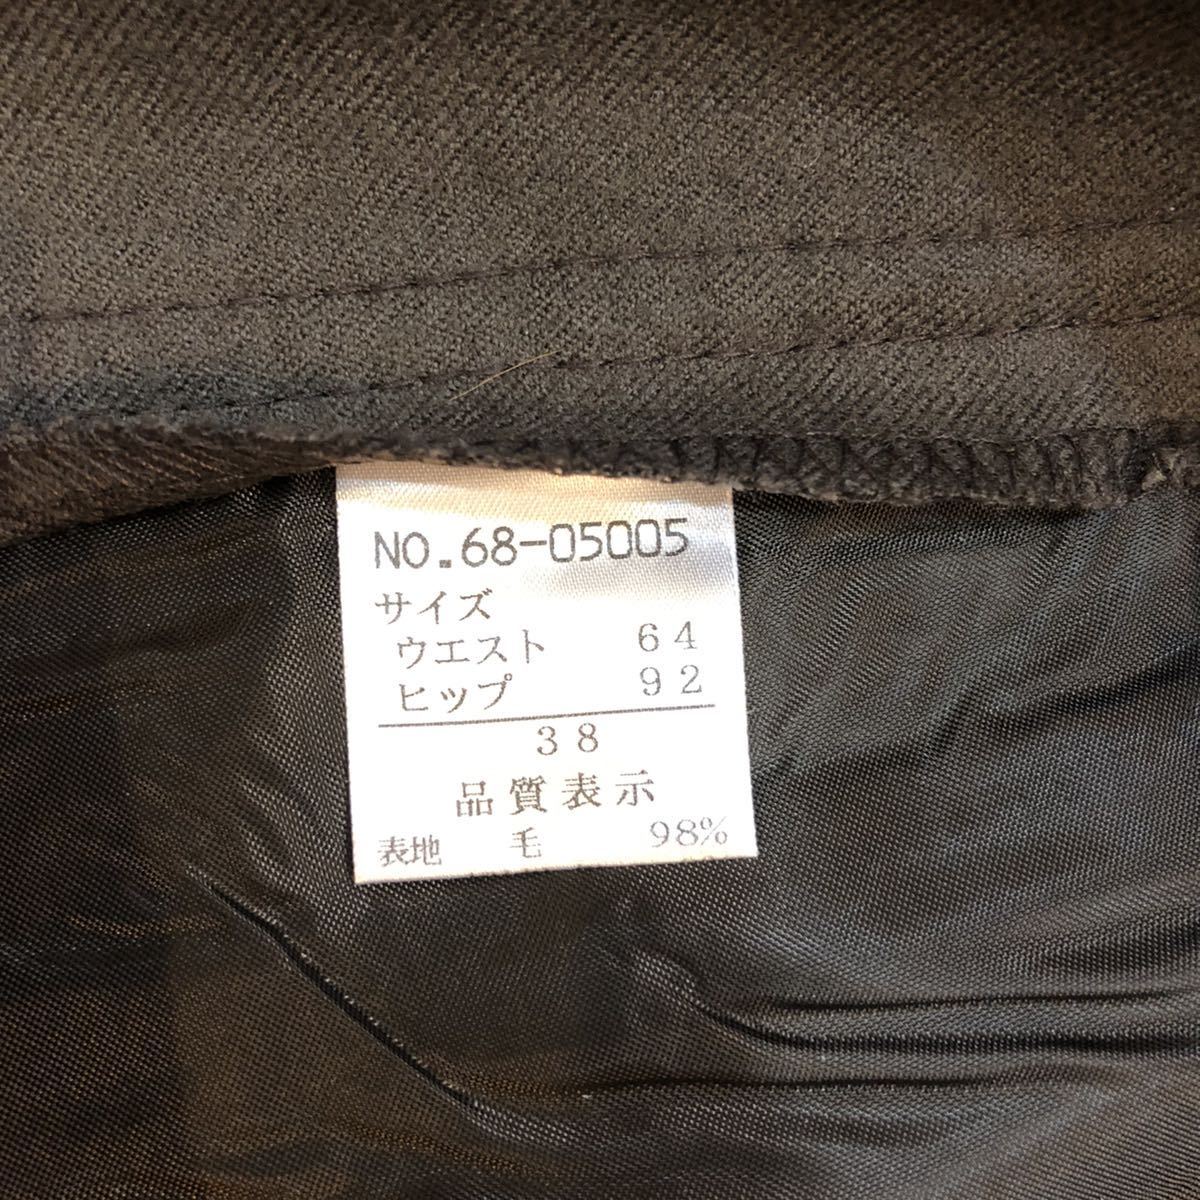 NO.68-05005
サイズ
ウエスト 64
ヒップ 92
38
品質表示
表地 毛 98%